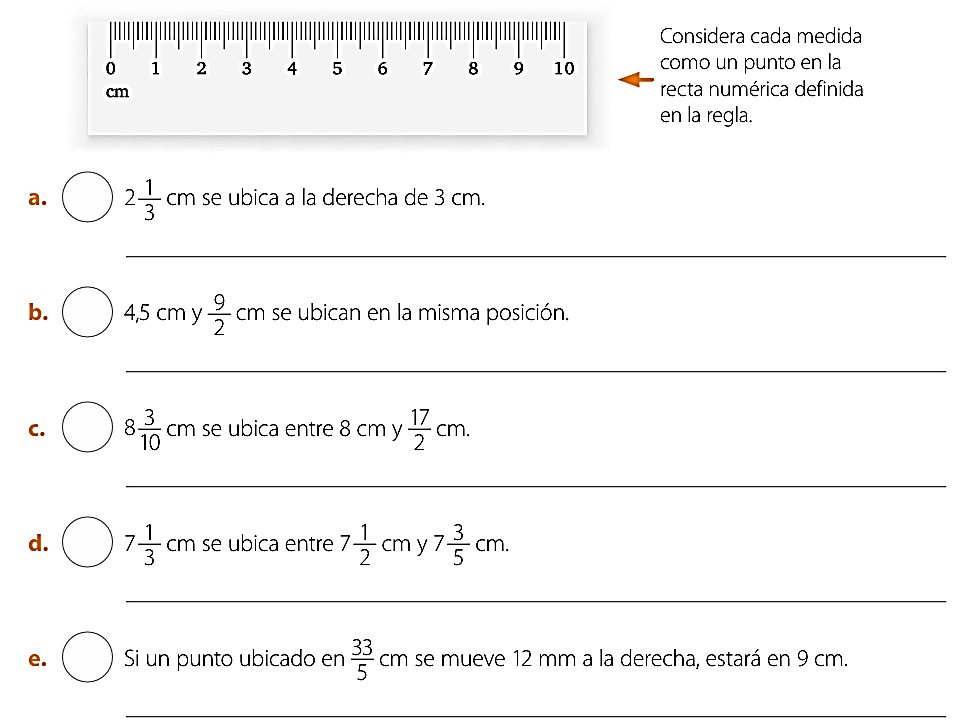 0 1 2 3 4 5 6 7 8 9 10
cm
Considera cada medida
como un punto en la
recta numérica definida
en la regla.
a. 2 1/3 cm se ubica a la derecha de 3 cm.
b. 4,5 cm y 9/2 cm se ubican en la misma posición.
c. 8 3/10 cm se ubica entre 8 cm y 17/2 cm.
d. 7 1/3 cm se ubica entre 7 1/2 cm y 7 3/5 cm.
e. Si un punto ubicado en 33/5 cm se mueve 12 mm a la derecha, estará en 9 cm.